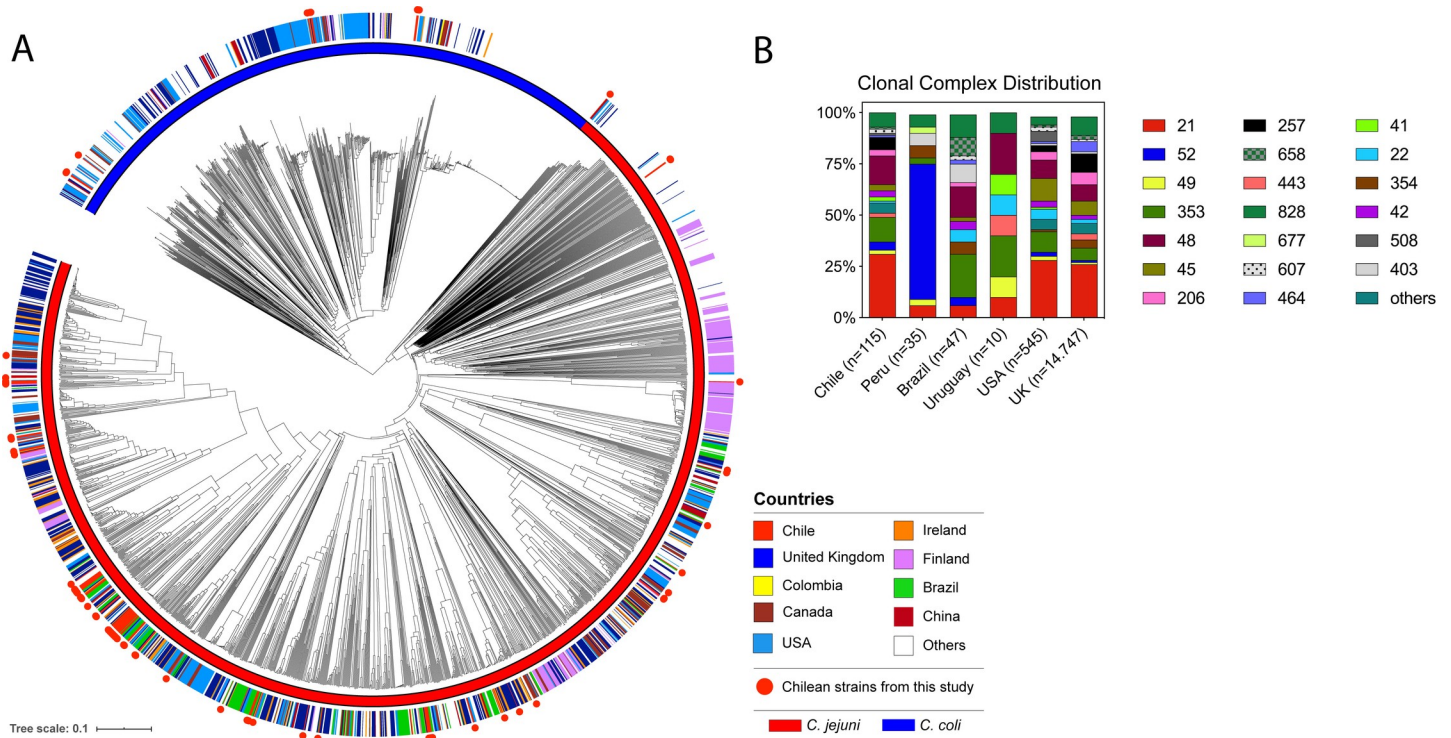 A
B
Clonal Complex Distribution
100%
75%
50%
25%
0%
Chile (n=115)
Peru (n=35)
Brazil (n=47)
Uruguay (n=10)
USA (n=545)
UK (n=14.747)
21
52
49
353
48
45
206
257
658
443
828
677
607
464
41
22
354
42
508
403
others
Countries
Chile
United Kingdom
Colombia
Canada
USA
Ireland
Finland
Brazil
China
Others
Chilean strains from this study
C. jejuni
C. coli
Tree scale: 0.1